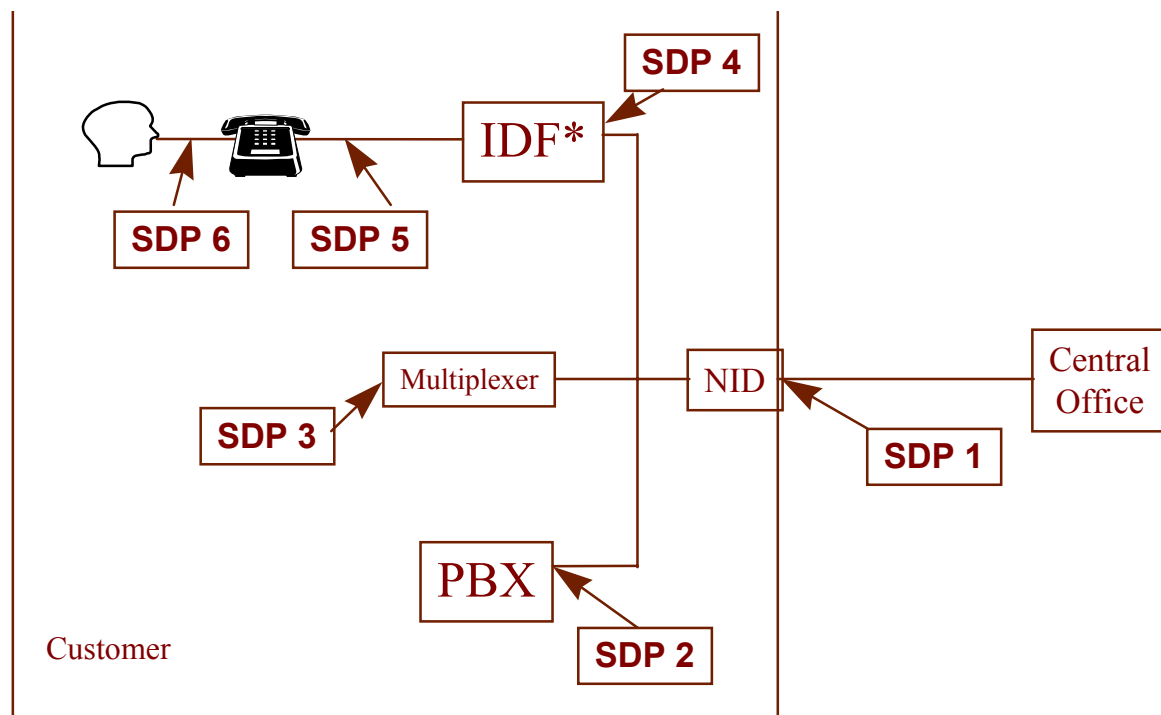 SDP 4
IDF*
SDP 6
SDP 5
Multiplexer
NID
Central
Office
SDP 3
SDP 1
PBX
Customer
SDP 2